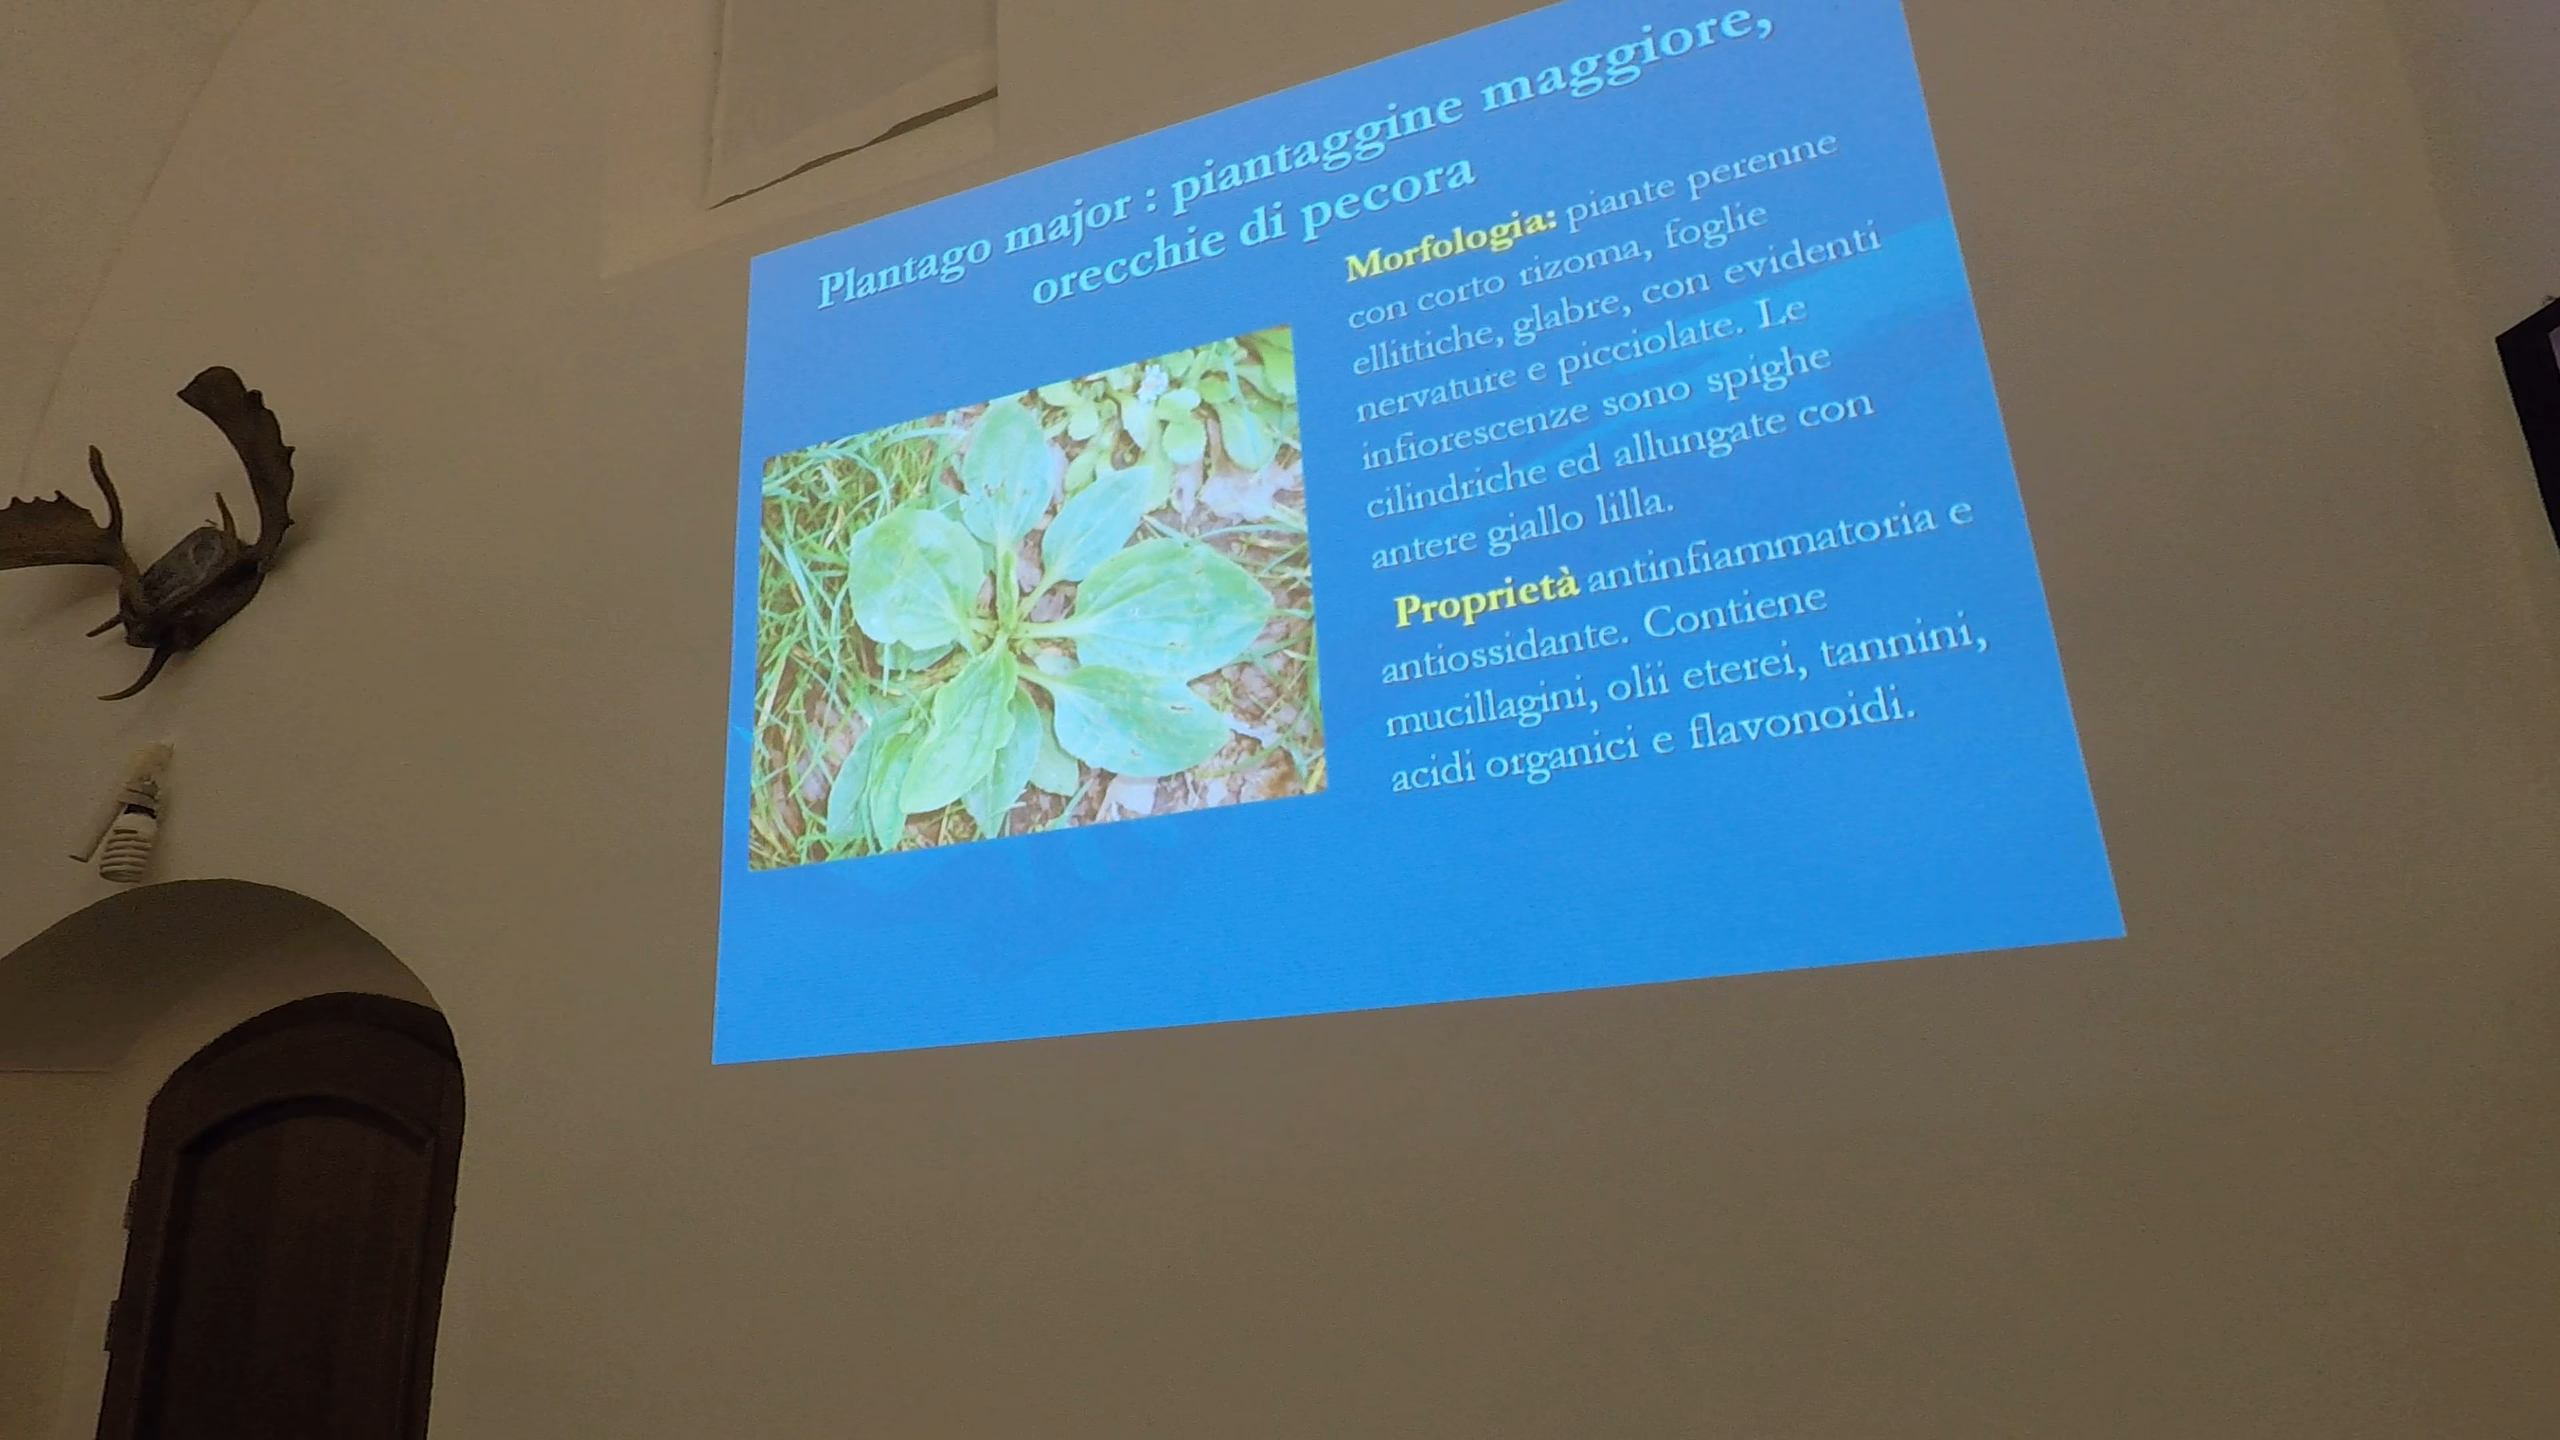 Plantago major : piantaggine maggiore,
orecchie di pecora
Morfologia: piante perenne
con corto rizoma, foglie
ellittiche, glabre, con evidenti
nervature e picciolate. Le
infiorescenze sono spighe
cilindriche ed allungate con
antere giallo lilla.
Proprietà antinfiammatoria e
antiossidante. Contiene
mucillagini, olii eterei, tannini,
acidi organici e flavonoidi.